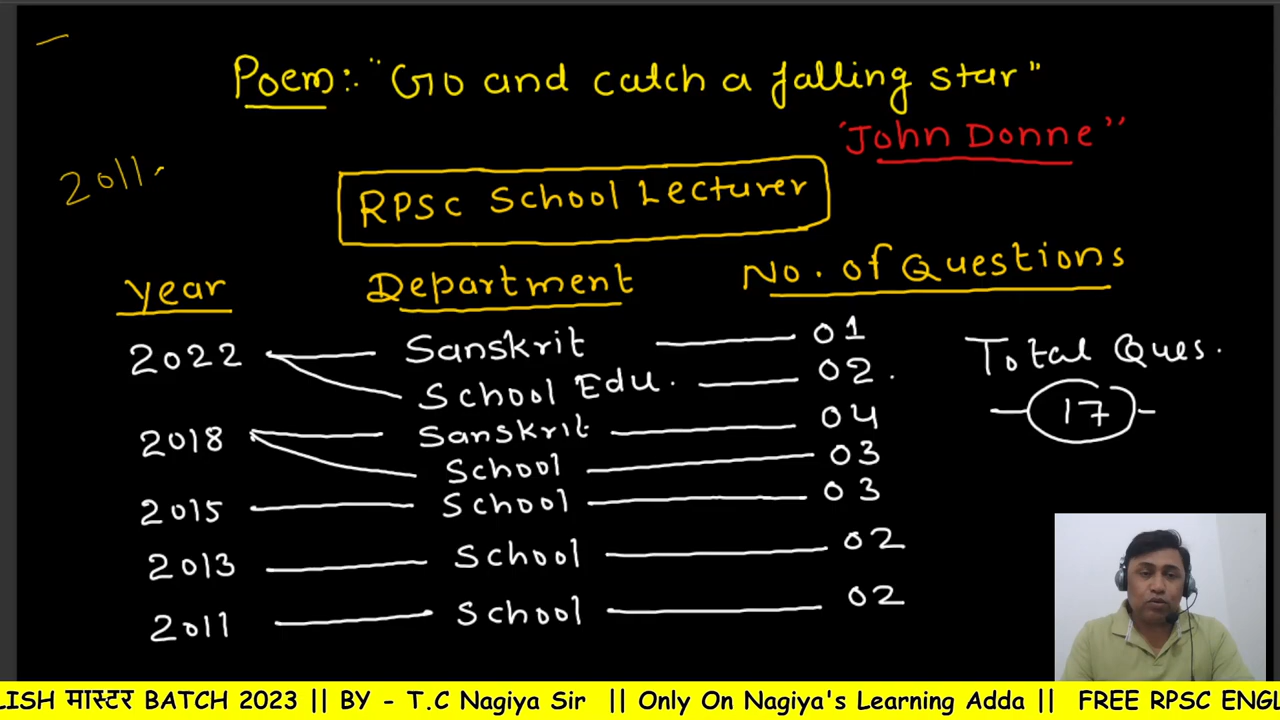 Poem:- "Go and catch a falling star"
"John Donne"
2011.
RPSC School Lecturer
Year Department No. of Questions
2022 Sanskrit 01
School Edu. 02.
Total Ques.
17
2018 Sanskrit 04
School 03
2015 School 03
2013 School 02
2011 School 02
LISH मास्टर BATCH 2023 || BY - T.C Nagiya Sir || Only On Nagiya's Learning Adda || FREE RPSC ENGL